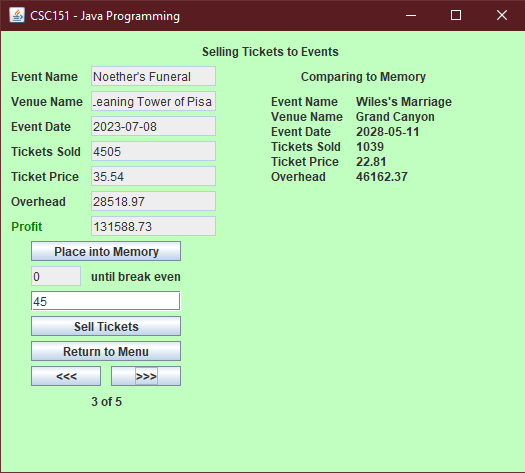 CSC151 - Java Programming
Selling Tickets to Events
Event Name Noether's Funeral
Venue Name Leaning Tower of Pisa
Event Date 2023-07-08
Tickets Sold 4505
Ticket Price 35.54
Overhead 28518.97
Profit 131588.73
Place into Memory
0 until break even
45
Sell Tickets
Return to Menu
<<< >>>
3 of 5
Comparing to Memory
Event Name Wiles's Marriage
Venue Name Grand Canyon
Event Date 2028-05-11
Tickets Sold 1039
Ticket Price 22.81
Overhead 46162.37